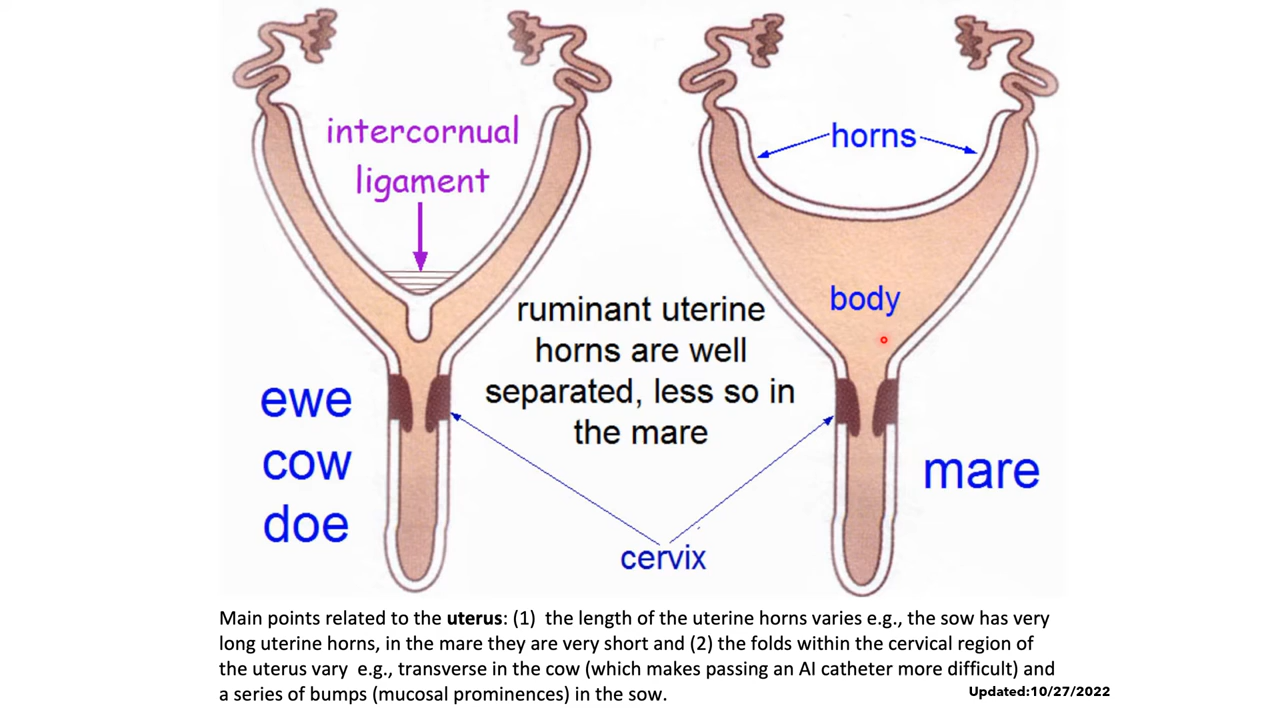 intercornual
ligament
horns
body
ruminant uterine
horns are well
separated, less so in
the mare
ewe
cow
doe
mare
cervix
Main points related to the uterus: (1)  the length of the uterine horns varies e.g., the sow has very
long uterine horns, in the mare they are very short and (2) the folds within the cervical region of
the uterus vary  e.g., transverse in the cow (which makes passing an AI catheter more difficult) and
a series of bumps (mucosal prominences) in the sow.
Updated:10/27/2022